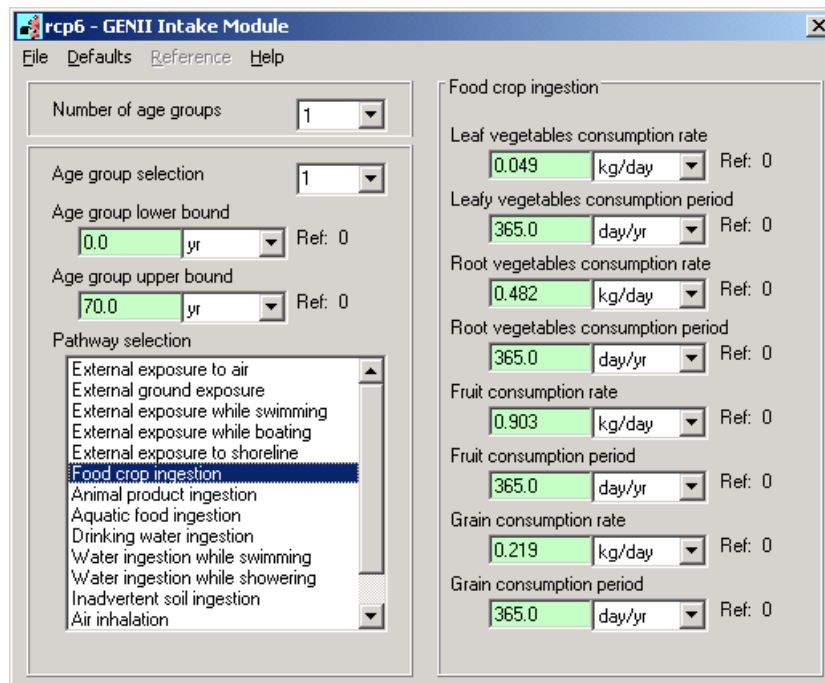 rcp6 - GENII Intake Module
File Defaults Reference Help
Number of age groups 1
Age group selection 1
Age group lower bound
0.0 yr Ref: 0
Age group upper bound
70.0 yr Ref: 0
Pathway selection
External exposure to air
External ground exposure
External exposure while swimming
External exposure while boating
External exposure to shoreline
Food crop ingestion
Animal product ingestion
Aquatic food ingestion
Drinking water ingestion
Water ingestion while swimming
Water ingestion while showering
Inadvertent soil ingestion
Air inhalation
Food crop ingestion
Leaf vegetables consumption rate
0.049 kg/day Ref: 0
Leafy vegetables consumption period
365.0 day/yr Ref: 0
Root vegetables consumption rate
0.482 kg/day Ref: 0
Root vegetables consumption period
365.0 day/yr Ref: 0
Fruit consumption rate
0.903 kg/day Ref: 0
Fruit consumption period
365.0 day/yr Ref: 0
Grain consumption rate
0.219 kg/day Ref: 0
Grain consumption period
365.0 day/yr Ref: 0